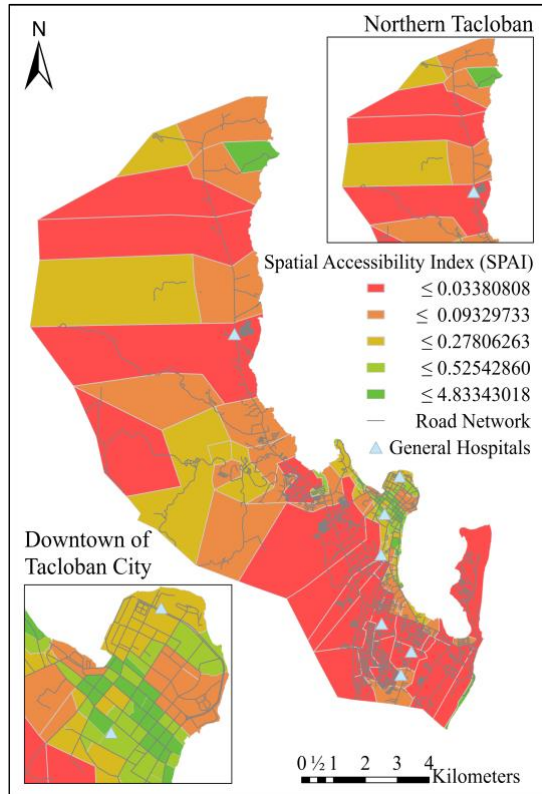 Northern Tacloban
N
Spatial Accessibility Index (SPAI)
≤ 0.03380808
≤ 0.09329733
≤ 0.27806263
≤ 0.52542860
≤ 4.83343018
Road Network
General Hospitals
Downtown of
Tacloban City
0 ½ 1 2 3 4
Kilometers